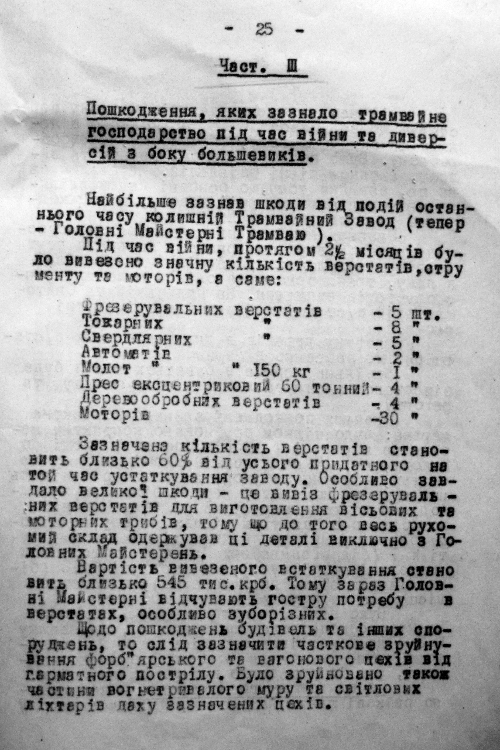 - 25 -
Част. III
Пошкодження, яких зазнало трамвайне
господарство під час війни та дивер-
сій з боку большевиків.
Найбільше зазнав шкоди від подій остан-
нього часу колишній Трамвайний Завод (тепер
- Головні Майстерні Трамваю ).
Під час війни, протягом 2½ місяців бу-
ло вивезено значну кількість верстатів,стру
менту та моторів, а саме:
Фрезерувальних верстатів - 5 шт.
Токарних " - 8 "
Свердлярних " - 5 "
Автоматів - 2 "
Молот " " 150 кг - 1 "
Прес ексцентриковий 60 тонний- 4 "
Деревообробних верстатів - 4 "
Моторів -30 "
Зазначена кількість верстатів стано-
вить близько 60% від усього придатного на
той час устаткування заводу. Особливо зав-
дало великої шкоди - це вивіз фрезеруваль -
них верстатів для виготовлення вісьових та
моторних трибів, тому що до того весь рухо-
мий склад одержував ці деталі виключно з Го-
ловних Майстерень.
Вартість вивезеного встаткування стано
вить близько 545 тис.крб. Тому зараз Голов-
ні Майстерні відчувають гостру потребу в
верстатах, особливо зуборізних.
Щодо пошкоджень будівель та інших спо-
руджень, то слід зазначити часткове зруйну-
вання форб"ярського та вагонового цехів від
гарматного пострілу. Було зруйновано також
частини вогнетривалого муру та світлових
ліхтарів даху зазначених цехів.